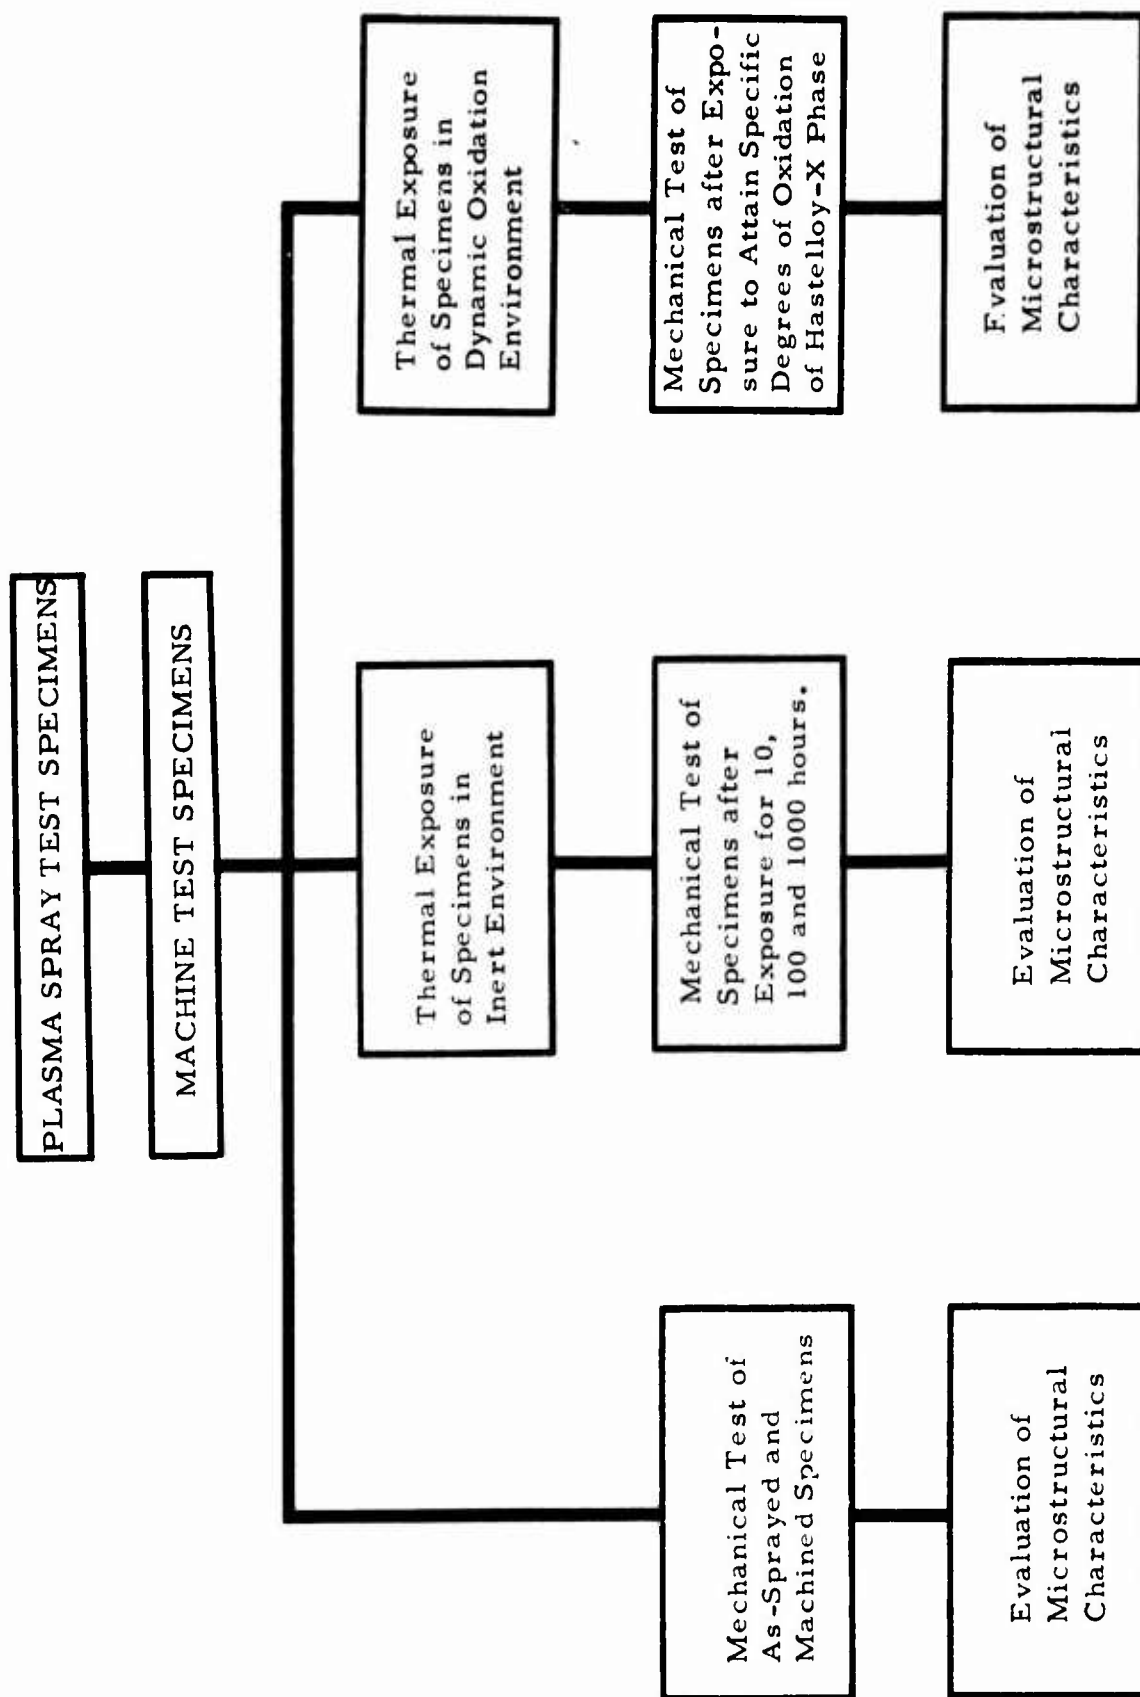 PLASMA SPRAY TEST SPECIMENS
MACHINE TEST SPECIMENS
Mechanical Test of
As-Sprayed and
Machined Specimens
Evaluation of
Microstructural
Characteristics
Thermal Exposure
of Specimens in
Inert Environment
Mechanical Test of
Specimens after
Exposure for 10,
100 and 1000 hours.
Evaluation of
Microstructural
Characteristics
Thermal Exposure
of Specimens in
Dynamic Oxidation
Environment
Mechanical Test of
Specimens after Expo-
sure to Attain Specific
Degrees of Oxidation
of Hastelloy-X Phase
Evaluation of
Microstructural
Characteristics